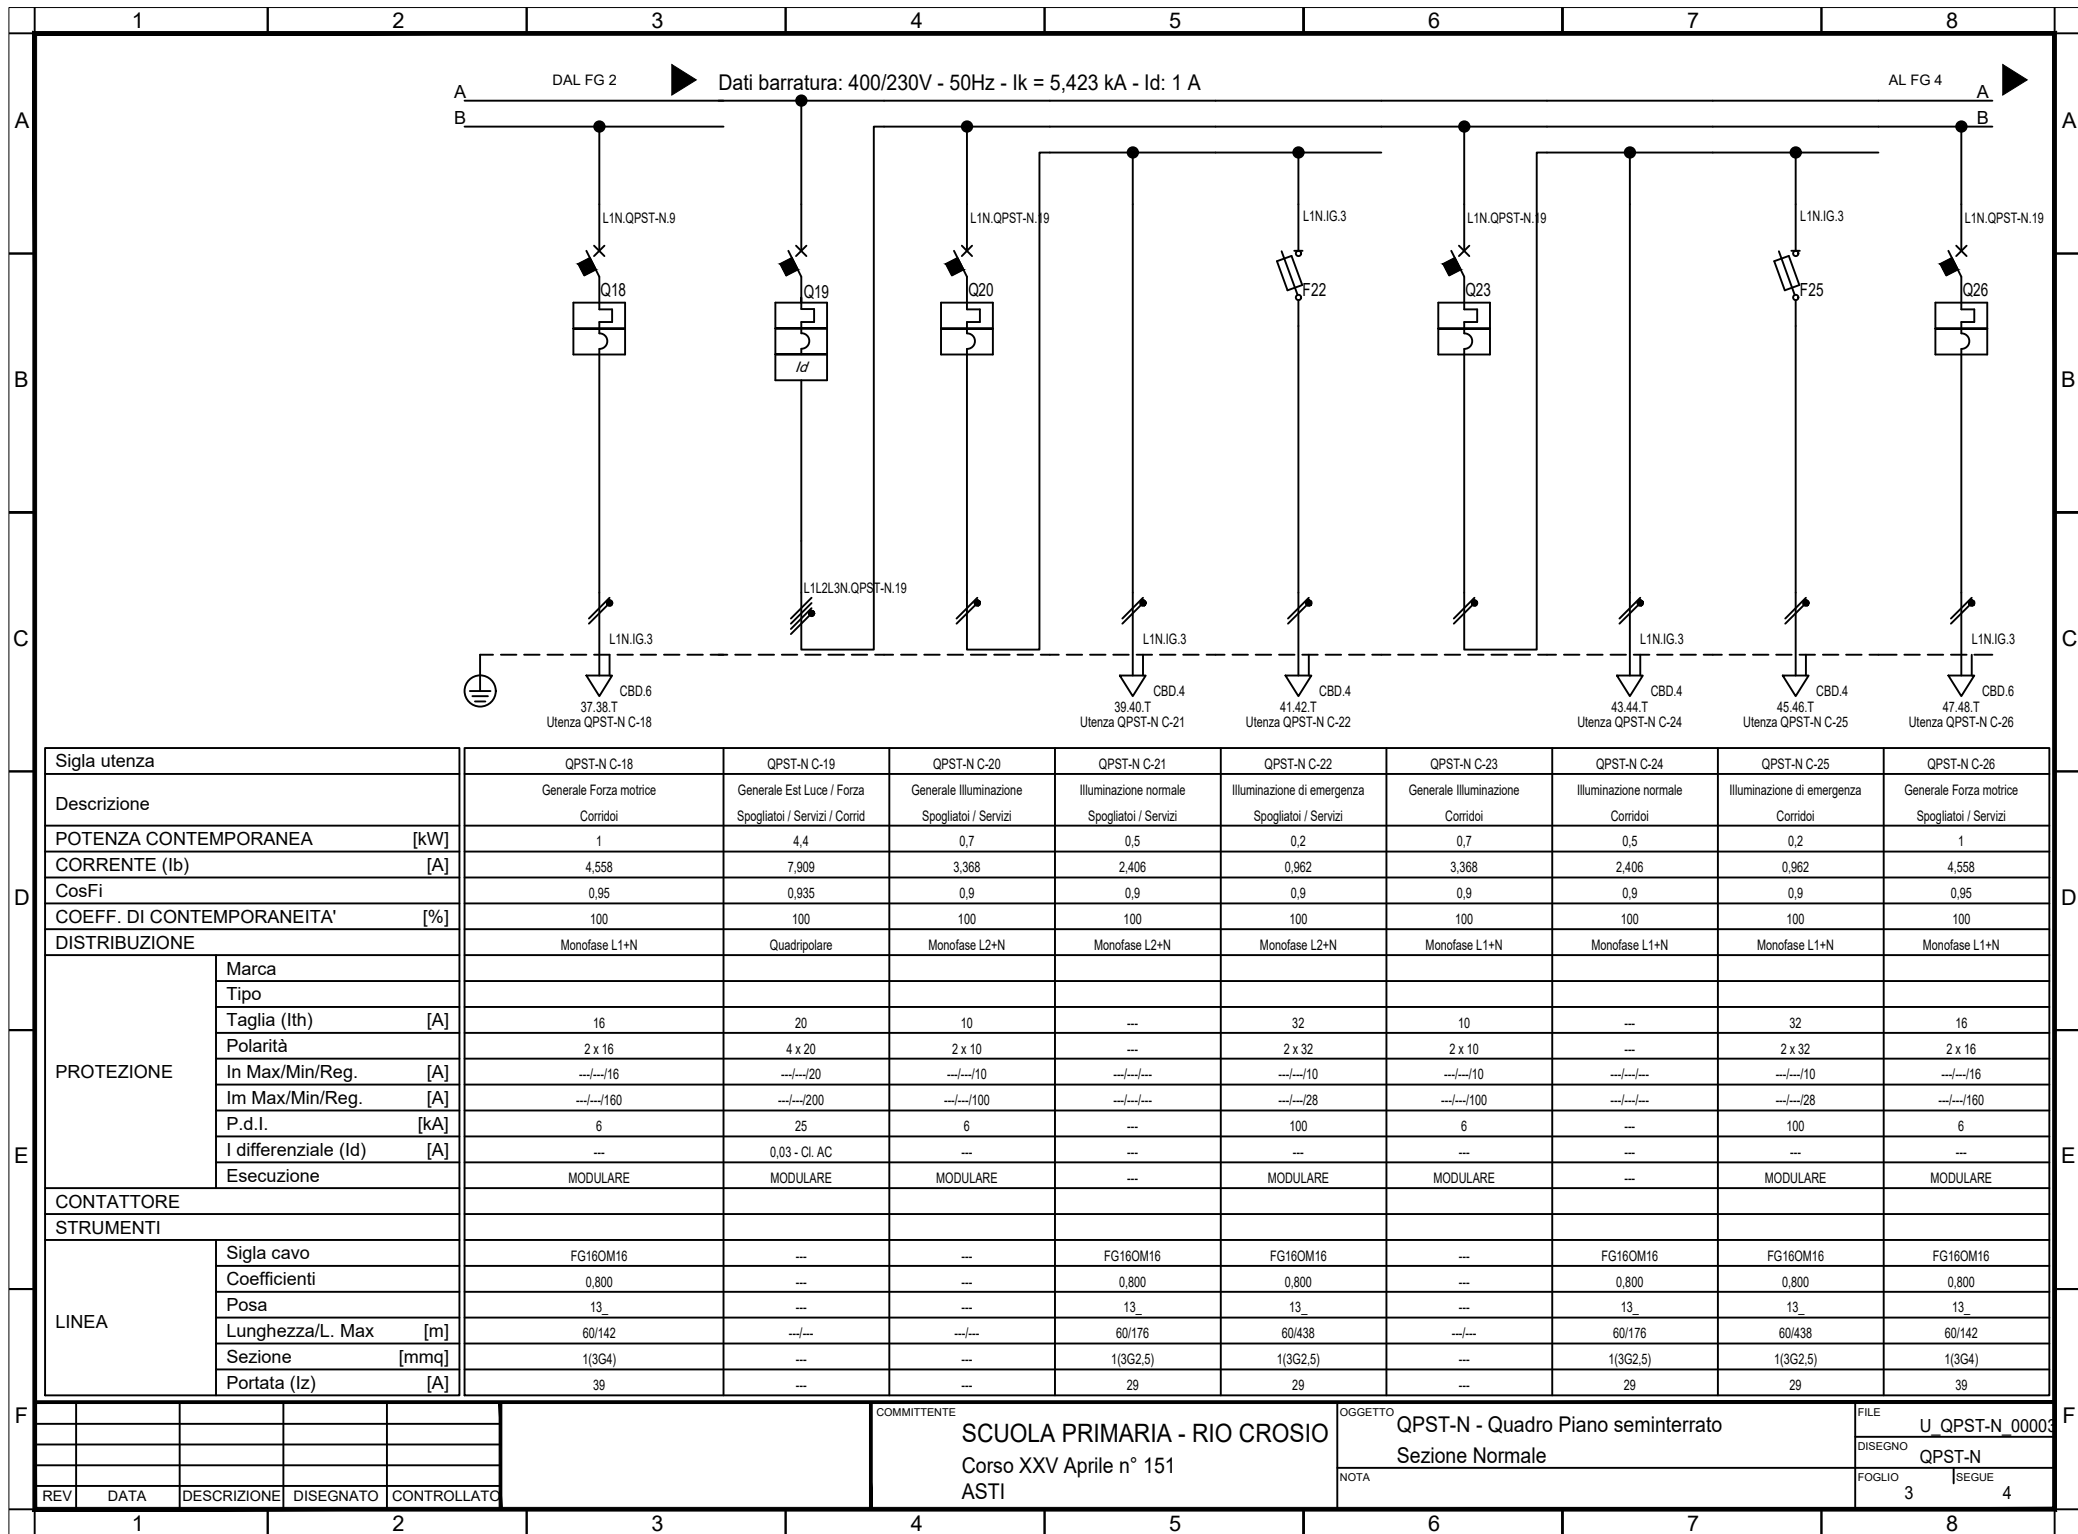 1 2 3 4 5 6 7 8
DAL FG 2 Dati barratura: 400/230V - 50Hz - Ik = 5,423 kA - Id: 1 A AL FG 4
A A
B B
A A
L1N.QPST-N.9 L1N.QPST-N.19 L1N.IG.3 L1N.QPST-N.19 L1N.IG.3 L1N.QPST-N.19
Q18 Q19 Q20 F22 Q23 F25 Q26
Id
B B
L1L2L3N.QPST-N.19
C C
L1N.IG.3 L1N.IG.3 L1N.IG.3 L1N.IG.3
CBD.6 CBD.4 CBD.4 CBD.4 CBD.4 CBD.6
37.38.T 39.40.T 41.42.T 43.44.T 45.46.T 47.48.T
Utenza QPST-N C-18 Utenza QPST-N C-21 Utenza QPST-N C-22 Utenza QPST-N C-24 Utenza QPST-N C-25 Utenza QPST-N C-26
Sigla utenza QPST-N C-18 QPST-N C-19 QPST-N C-20 QPST-N C-21 QPST-N C-22 QPST-N C-23 QPST-N C-24 QPST-N C-25 QPST-N C-26
Descrizione
Generale Forza motrice Generale Est Luce / Forza Generale Illuminazione Illuminazione normale Illuminazione di emergenza Generale Illuminazione Illuminazione normale Illuminazione di emergenza Generale Forza motrice
Corridoi Spogliatoi / Servizi / Corrid Spogliatoi / Servizi Spogliatoi / Servizi Spogliatoi / Servizi Corridoi Corridoi Corridoi Spogliatoi / Servizi
POTENZA CONTEMPORANEA [kW] 1 4,4 0,7 0,5 0,2 0,7 0,5 0,2 1
CORRENTE (Ib) [A] 4,558 7,909 3,368 2,406 0,962 3,368 2,406 0,962 4,558
D CosFi 0,95 0,935 0,9 0,9 0,9 0,9 0,9 0,9 0,95 D
COEFF. DI CONTEMPORANEITA' [%] 100 100 100 100 100 100 100 100 100
DISTRIBUZIONE Monofase L1+N Quadripolare Monofase L2+N Monofase L2+N Monofase L2+N Monofase L1+N Monofase L1+N Monofase L1+N Monofase L1+N
PROTEZIONE
Marca
Tipo
Taglia (Ith) [A] 16 20 10 --- 32 10 --- 32 16
Polarità 2 x 16 4 x 20 2 x 10 --- 2 x 32 2 x 10 --- 2 x 32 2 x 16
In Max/Min/Reg. [A] ---/---/16 ---/---/20 ---/---/10 ---/---/--- ---/---/10 ---/---/10 ---/---/--- ---/---/10 ---/---/16
Im Max/Min/Reg. [A] ---/---/160 ---/---/200 ---/---/100 ---/---/--- ---/---/28 ---/---/100 ---/---/--- ---/---/28 ---/---/160
P.d.I. [kA] 6 25 6 --- 100 6 --- 100 6
E I differenziale (Id) [A] --- 0,03 - Cl. AC --- --- --- --- --- --- --- E
Esecuzione MODULARE MODULARE MODULARE --- MODULARE MODULARE --- MODULARE MODULARE
CONTATTORE
STRUMENTI
LINEA
Sigla cavo FG16OM16 --- --- FG16OM16 FG16OM16 --- FG16OM16 FG16OM16 FG16OM16
Coefficienti 0,800 --- --- 0,800 0,800 --- 0,800 0,800 0,800
Posa 13_ --- --- 13_ 13_ --- 13_ 13_ 13_
Lunghezza/L. Max [m] 60/142 ---/--- ---/--- 60/176 60/438 ---/--- 60/176 60/438 60/142
Sezione [mmq] 1(3G4) --- --- 1(3G2,5) 1(3G2,5) --- 1(3G2,5) 1(3G2,5) 1(3G4)
Portata (Iz) [A] 39 --- --- 29 29 --- 29 29 39
F F
COMMITTENTE
SCUOLA PRIMARIA - RIO CROSIO
Corso XXV Aprile n° 151
ASTI
OGGETTO QPST-N - Quadro Piano seminterrato
Sezione Normale
NOTA
FILE U_QPST-N_00003
DISEGNO QPST-N
FOGLIO SEGUE
3 4
REV DATA DESCRIZIONE DISEGNATO CONTROLLATO
1 2 3 4 5 6 7 8